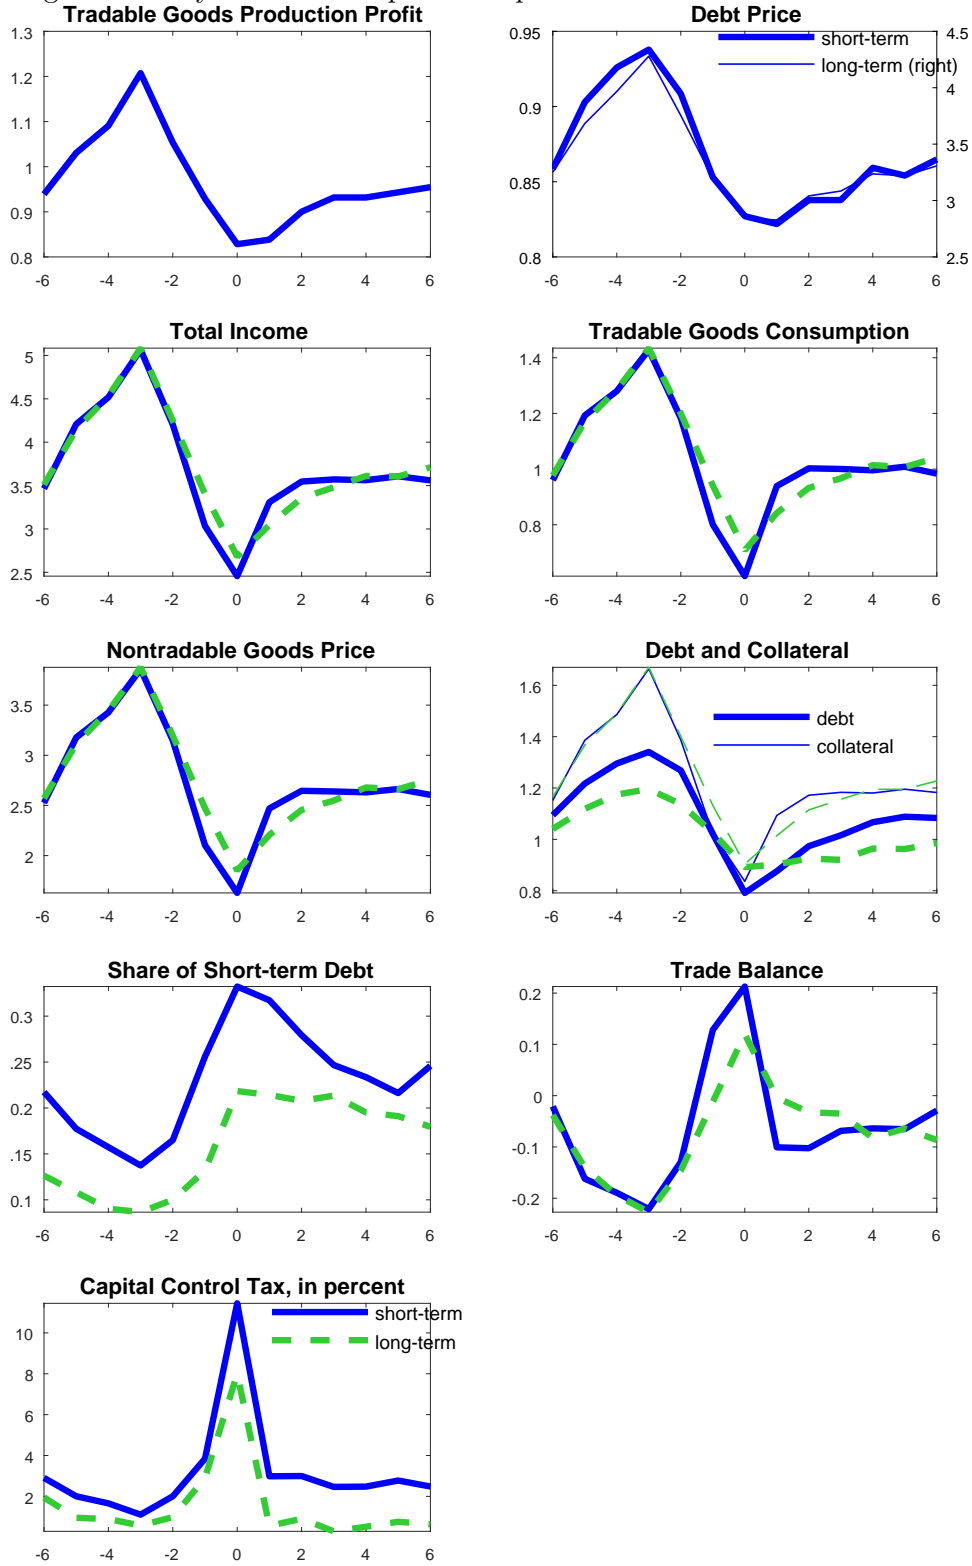 Tradable Goods Production Profit
1.3
1.2
1.1
1
0.9
0.8
-6 -4 -2 0 2 4 6
Debt Price
0.95
0.9
0.85
0.8
4.5
4
3.5
3
2.5
short-term
long-term (right)
-6 -4 -2 0 2 4 6
Total Income
5
4.5
4
3.5
3
2.5
-6 -4 -2 0 2 4 6
Tradable Goods Consumption
1.4
1.2
1
0.8
-6 -4 -2 0 2 4 6
Nontradable Goods Price
3.5
3
2.5
2
-6 -4 -2 0 2 4 6
Debt and Collateral
1.6
1.4
1.2
1
0.8
debt
collateral
-6 -4 -2 0 2 4 6
Share of Short-term Debt
0.3
.25
0.2
.15
0.1
-6 -4 -2 0 2 4 6
Trade Balance
0.2
0.1
0
-0.1
-0.2
-6 -4 -2 0 2 4 6
Capital Control Tax, in percent
10
8
6
4
2
short-term
long-term
-6 -4 -2 0 2 4 6